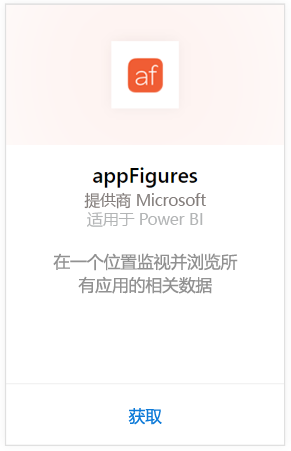 af
appFigures
提供商 Microsoft
适用于 Power BI
在一个位置监视并浏览所
有应用的相关数据
获取